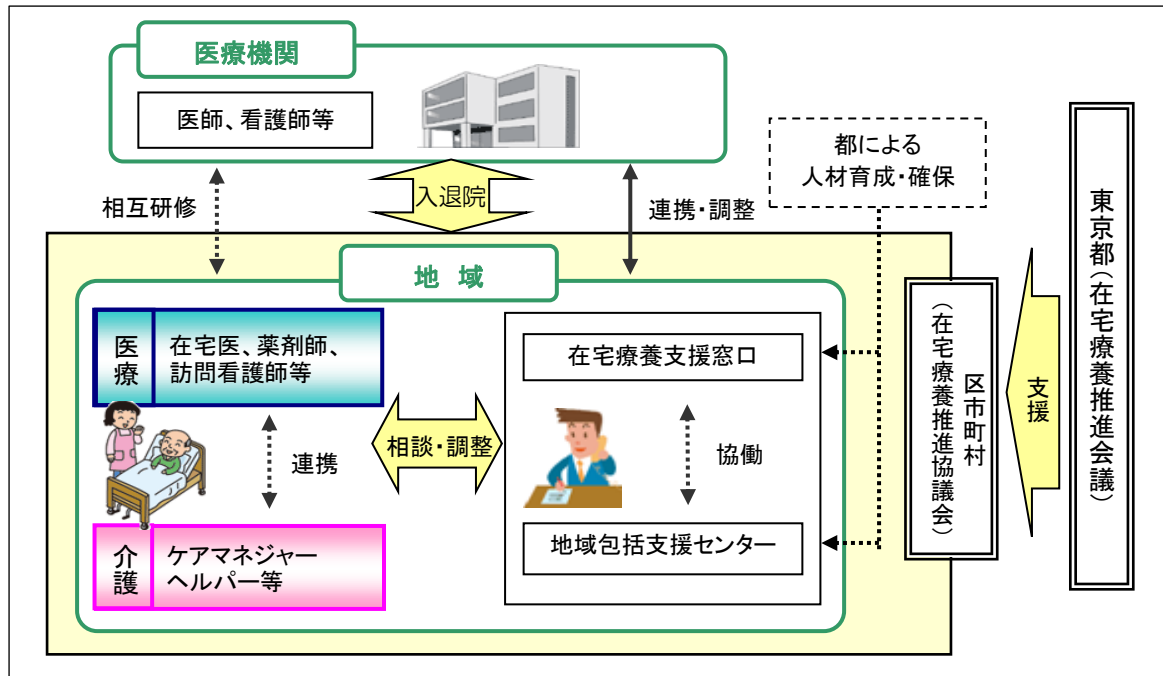 医療機関
医師、看護師等
都による
人材育成・確保
相互研修
入退院
連携・調整
地 域
医療
在宅医、薬剤師、
訪問看護師等
在宅療養支援窓口
連携
相談・調整
協働
介護
ケアマネジャー
ヘルパー等
地域包括支援センター
区市町村
（在宅療養推進協議会）
支援
東京都（在宅療養推進会議）